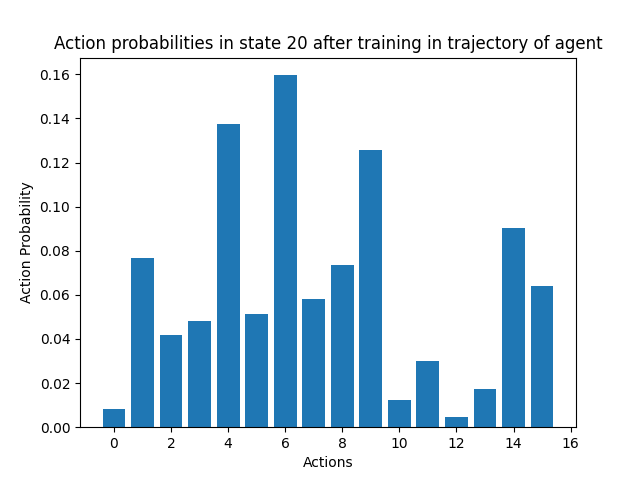 Action probabilities in state 20 after training in trajectory of agent
0.16
0.14
0.12
0.10
0.08
0.06
0.04
0.02
0.00
Action Probability
0 2 4 6 8 10 12 14 16
Actions